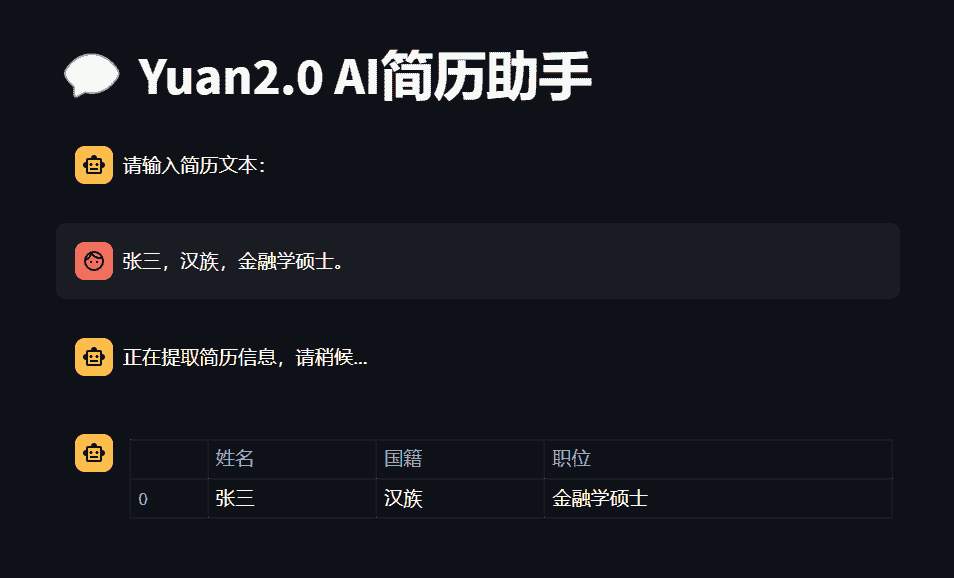 Yuan2.0 AI简历助手
请输入简历文本：
张三，汉族，金融学硕士。
正在提取简历信息，请稍候...
姓名 国籍 职位
0 张三 汉族 金融学硕士